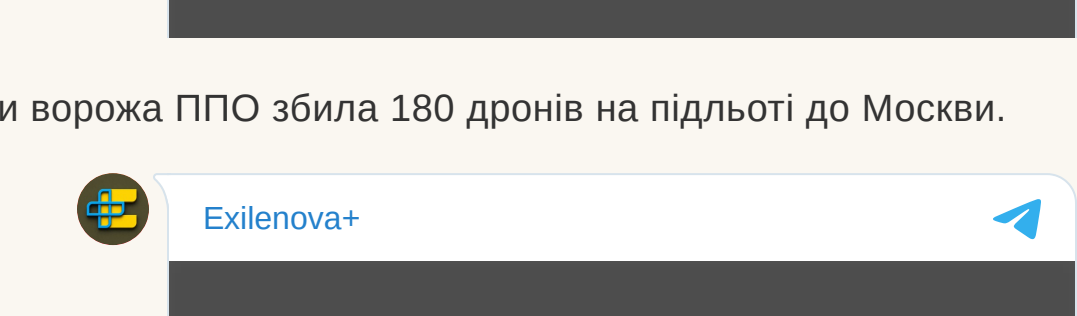 и ворожа ППО збила 180 дронів на підльоті до Москви.
Exilenova+